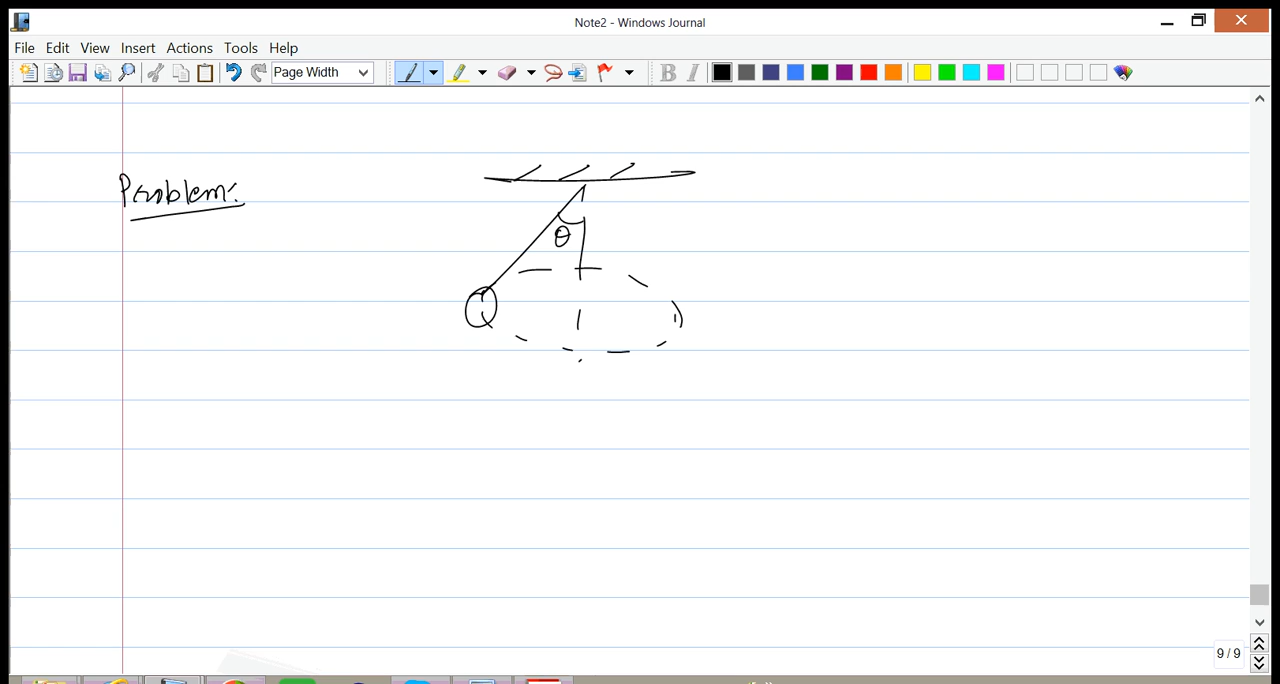 Note2 - Windows Journal
File Edit View Insert Actions Tools Help
Page Width B I
Problem:
θ
9 / 9